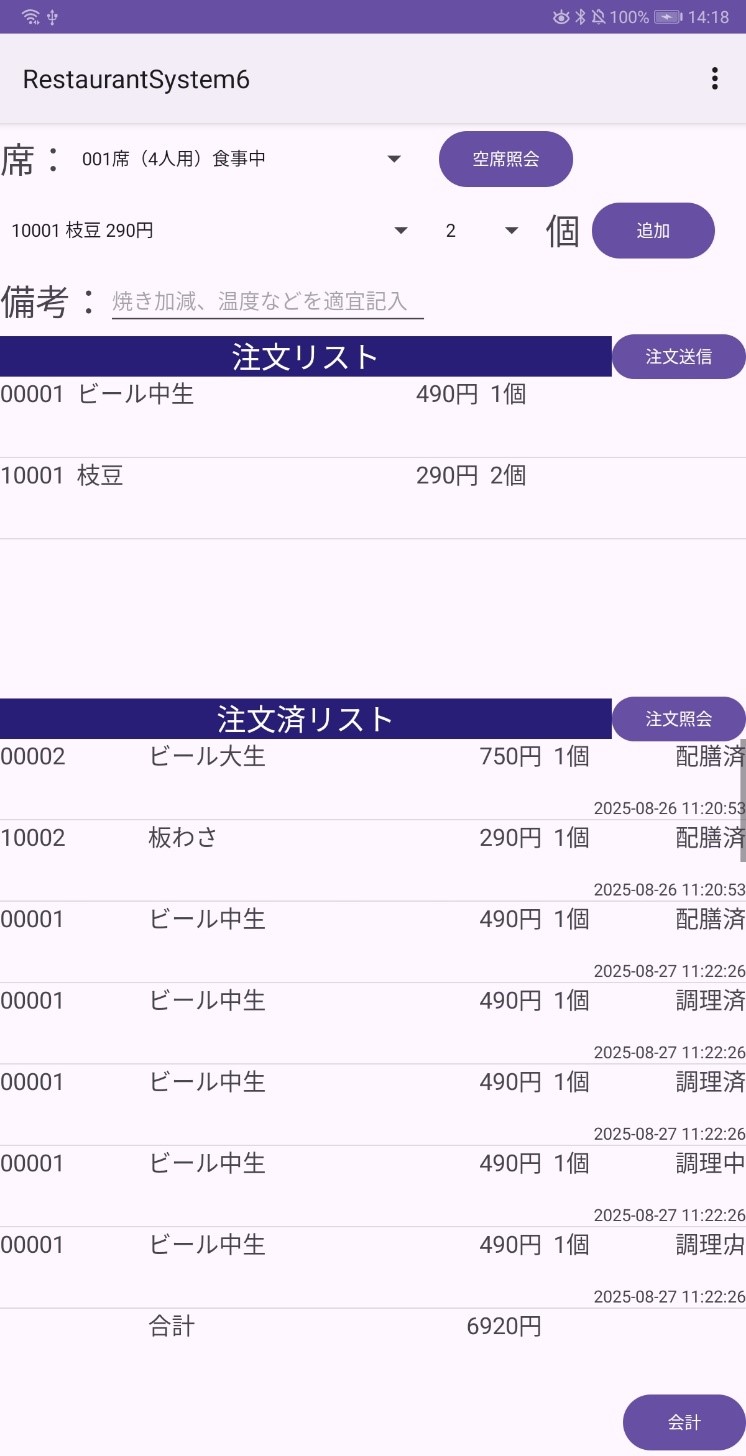 100% 14:18
RestaurantSystem6
席： 001席（4人用）食事中 空席照会
10001 枝豆 290円 2 個 追加
備考： 焼き加減、温度などを適宜記入
注文リスト 注文送信
00001 ビール中生 490円 1個
10001 枝豆 290円 2個
注文済リスト 注文照会
00002 ビール大生 750円 1個 配膳済
2025-08-26 11:20:53
10002 板わさ 290円 1個 配膳済
2025-08-26 11:20:53
00001 ビール中生 490円 1個 配膳済
2025-08-27 11:22:26
00001 ビール中生 490円 1個 調理済
2025-08-27 11:22:26
00001 ビール中生 490円 1個 調理済
2025-08-27 11:22:26
00001 ビール中生 490円 1個 調理中
2025-08-27 11:22:26
00001 ビール中生 490円 1個 調理
2025-08-27 11:22:26
合計 6920円
会計